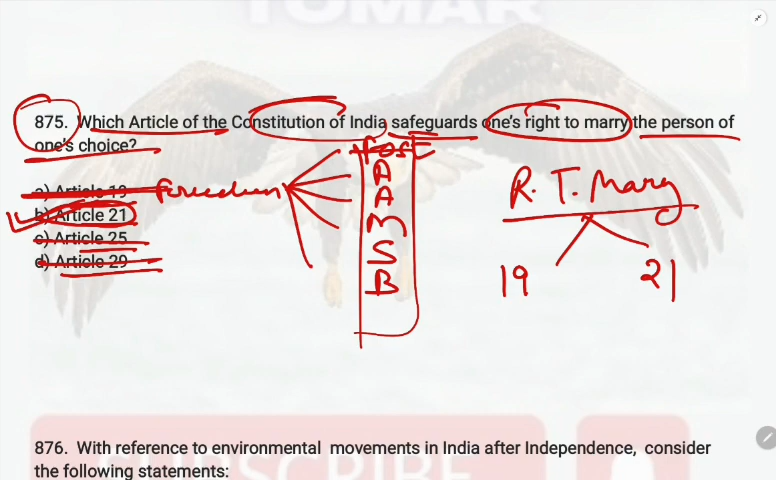 TOMAR
875. Which Article of the Constitution of India safeguards one's right to marry the person of
one's choice?
a) Article 19
b) Article 21
c) Article 25
d) Article 29
Freedom
A
A
M
S
B
R. T. Marry
19 21
876. With reference to environmental movements in India after Independence, consider
the following statements:
SUBSCRIBE